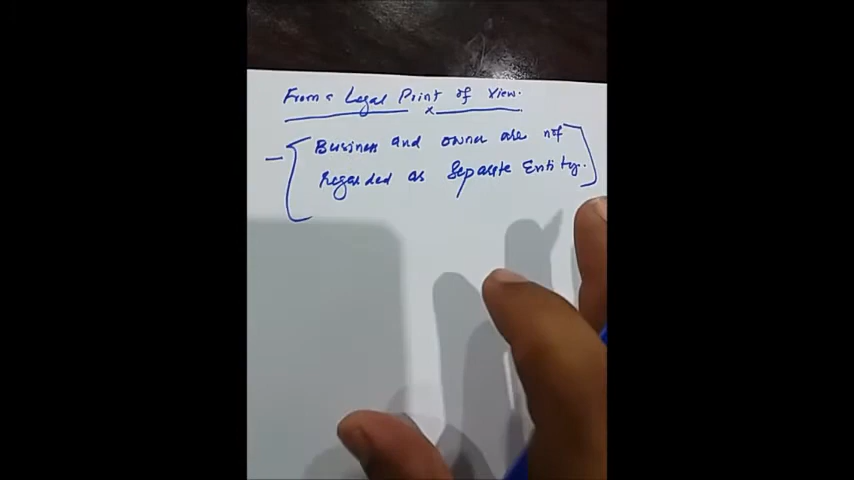 From a Legal Point of View.
x
- [Business and owner are not
Regarded as Separate Entity.]